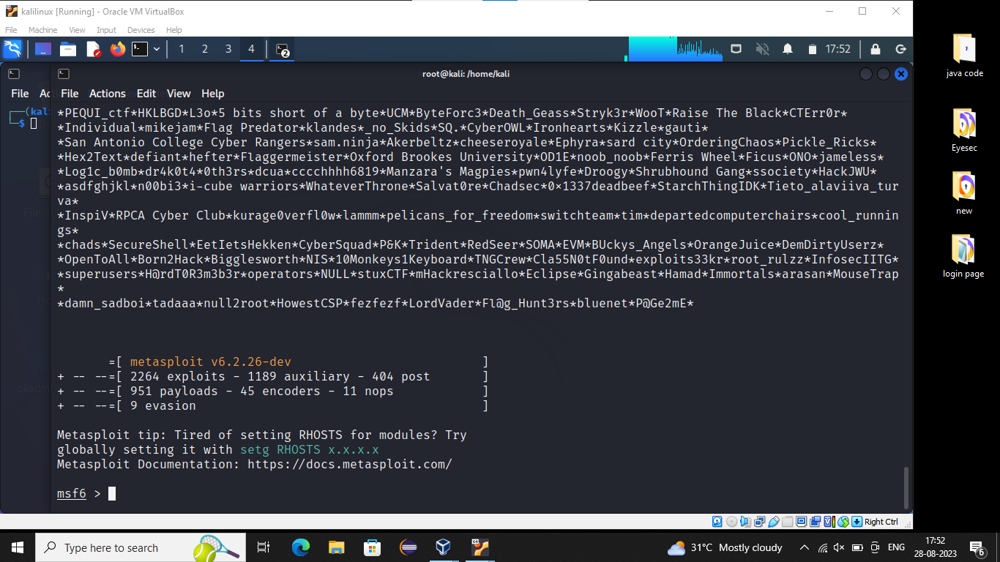 kalilinux [Running] - Oracle VM VirtualBox
File Machine View Input Devices Help
1 2 3 4 2 17:52
root@kali: /home/kali
File Ac File Actions Edit View Help
(kal
$
*PEQUI_ctf*HKLBGD*L3o*5 bits short of a byte*UCM*ByteForc3*Death_Geass*Stryk3r*WooT*Raise The Black*CTErr0r*
*Individual*mikejam*Flag Predator*klandes*_no_Skids*SQ.*CyberOWL*Ironhearts*Kizzle*gauti*
*San Antonio College Cyber Rangers*sam.ninja*Akerbeltz*cheeseroyale*Ephyra*sard city*OrderingChaos*Pickle_Ricks*
*Hex2Text*defiant*hefter*Flaggermeister*Oxford Brookes University*OD1E*noob_noob*Ferris Wheel*Ficus*ONO*jameless*
*Log1c_b0mb*dr4k0t4*0th3rs*dcua*cccchhhh6819*Manzara's Magpies*pwn4lyfe*Droogy*Shrubhound Gang*ssociety*HackJWU*
*asdfghjkl*n00bi3*i-cube warriors*WhateverThrone*Salvat0re*Chadsec*0×1337deadbeef*StarchThingIDK*Tieto_alaviiva_tur
va*
*InspiV*RPCA Cyber Club*kurage0verfl0w*lammm*pelicans_for_freedom*switchteam*tim*departedcomputerchairs*cool_runnin
gs*
*chads*SecureShell*EetIetsHekken*CyberSquad*P&K*Trident*RedSeer*SOMA*EVM*BUckys_Angels*OrangeJuice*DemDirtyUserz*
*OpenToAll*Born2Hack*Bigglesworth*NIS*10Monkeys1Keyboard*TNGCrew*Cla55N0tF0und*exploits33kr*root_rulzz*InfosecIITG*
*superusers*H@rdT0R3m3b3r*operators*NULL*stuxCTF*mHackresciallo*Eclipse*Gingabeast*Hamad*Immortals*arasan*MouseTrap
*
*damn_sadboi*tadaaa*null2root*HowestCSP*fezfezf*LordVader*Fl@g_Hunt3rs*bluenet*P@Ge2mE*
=[ metasploit v6.2.26-dev ]
+ -- --=[ 2264 exploits - 1189 auxiliary - 404 post ]
+ -- --=[ 951 payloads - 45 encoders - 11 nops ]
+ -- --=[ 9 evasion ]
Metasploit tip: Tired of setting RHOSTS for modules? Try
globally setting it with setg RHOSTS x.x.x.x
Metasploit Documentation: https://docs.metasploit.com/
msf6 >
Right Ctrl
java code
Eyesec
new
login page
Type here to search
31°C Mostly cloudy
ENG
17:52
28-08-2023
6